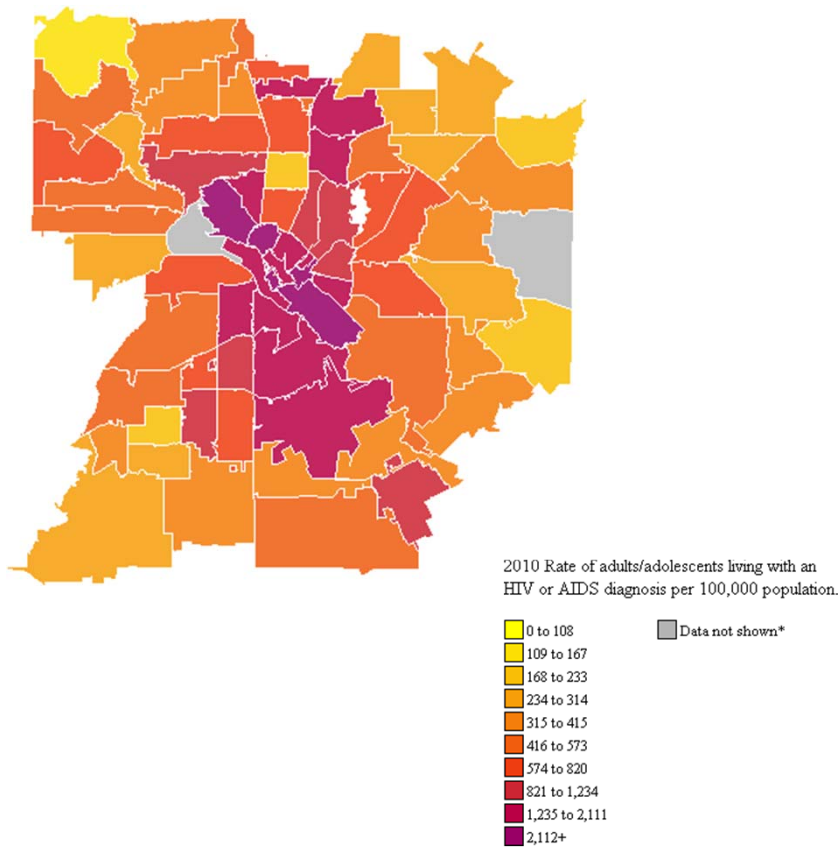 2010 Rate of adults/adolescents living with an
HIV or AIDS diagnosis per 100,000 population.
0 to 108
Data not shown*
109 to 167
168 to 233
234 to 314
315 to 415
416 to 573
574 to 820
821 to 1,234
1,235 to 2,111
2,112+